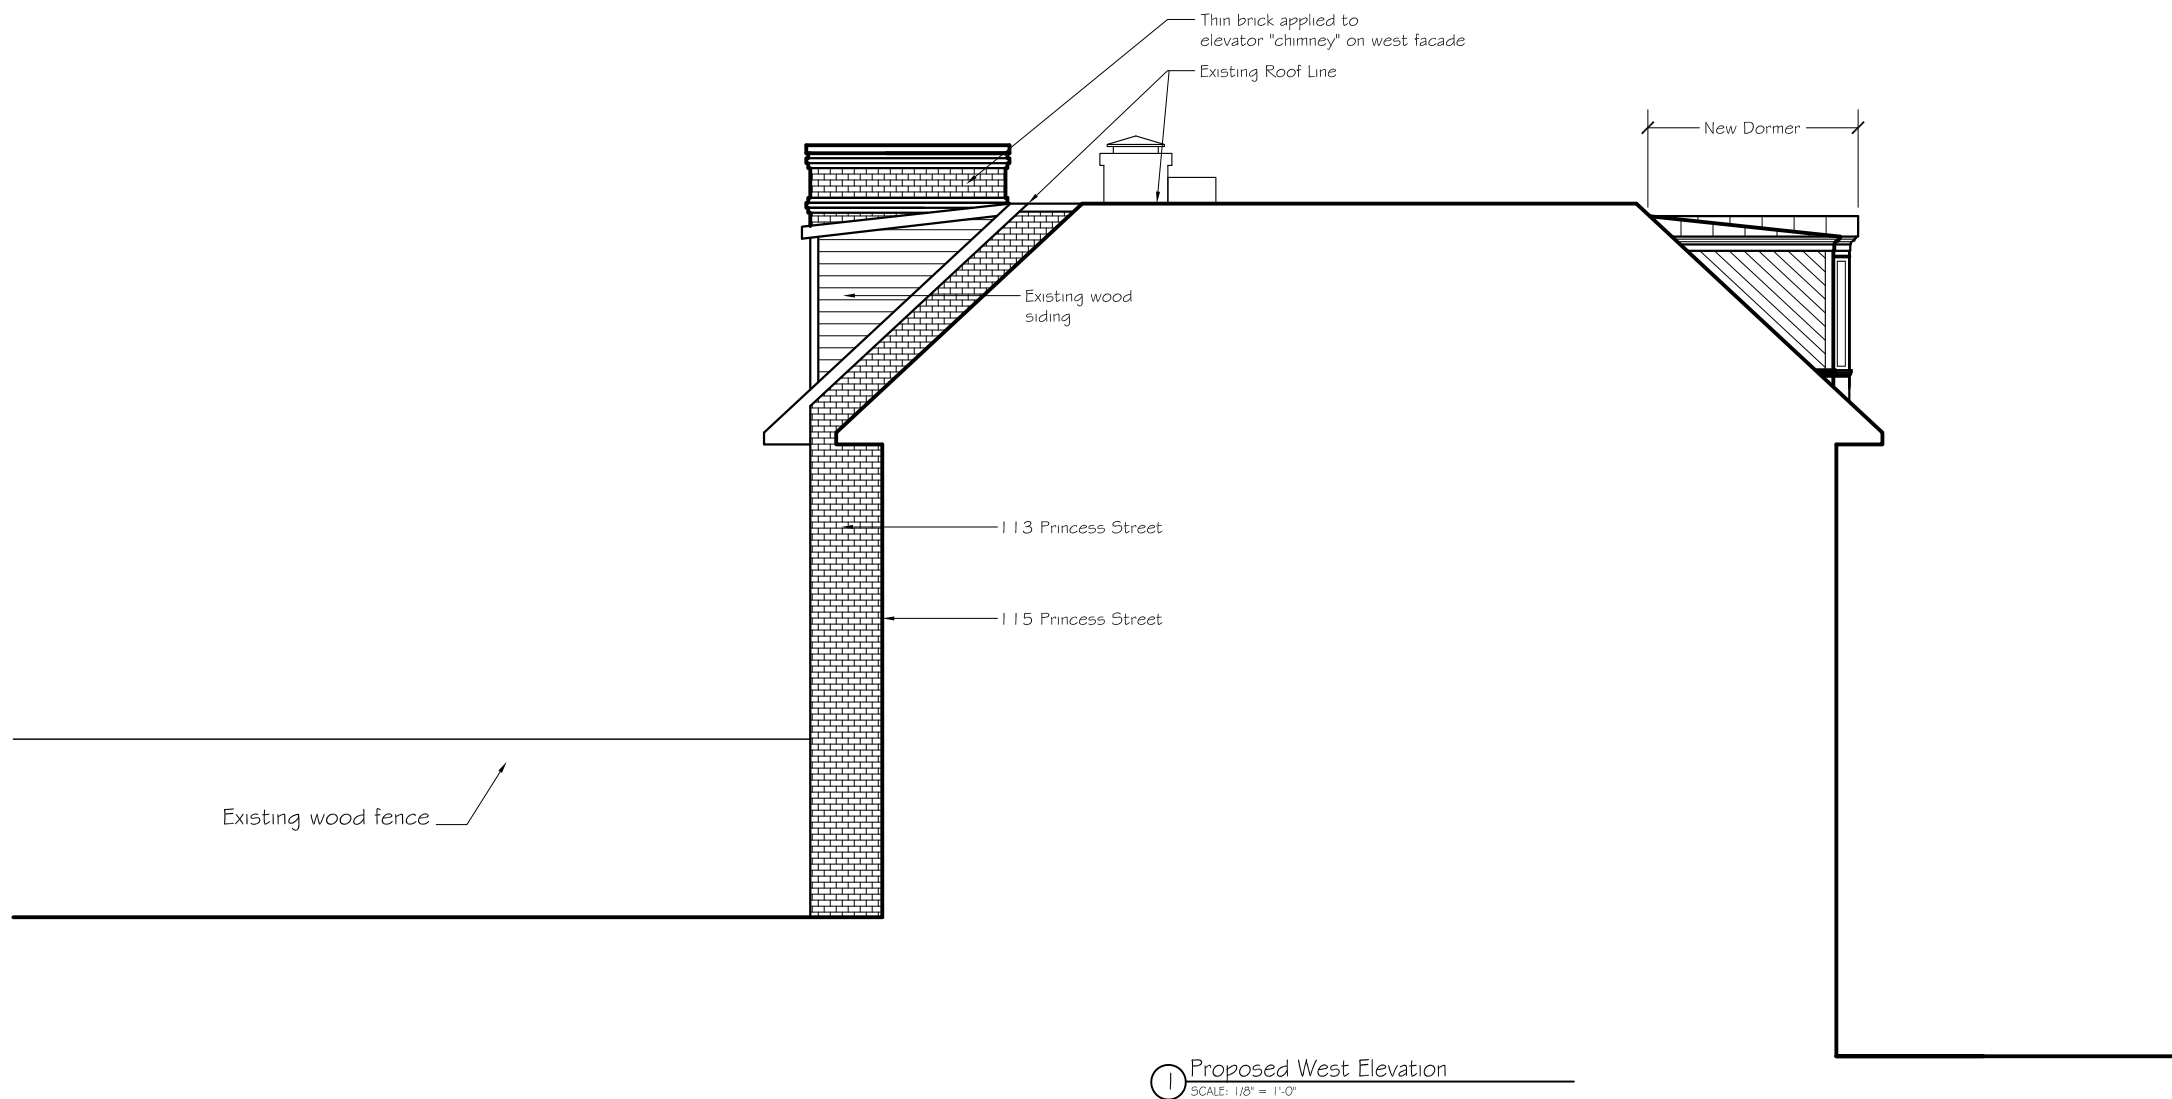 Thin brick applied to
elevator "chimney" on west facade
Existing Roof Line
New Dormer
Existing wood
siding
113 Princess Street
115 Princess Street
Existing wood fence
1
Proposed West Elevation
SCALE: 1/8" = 1'-0"